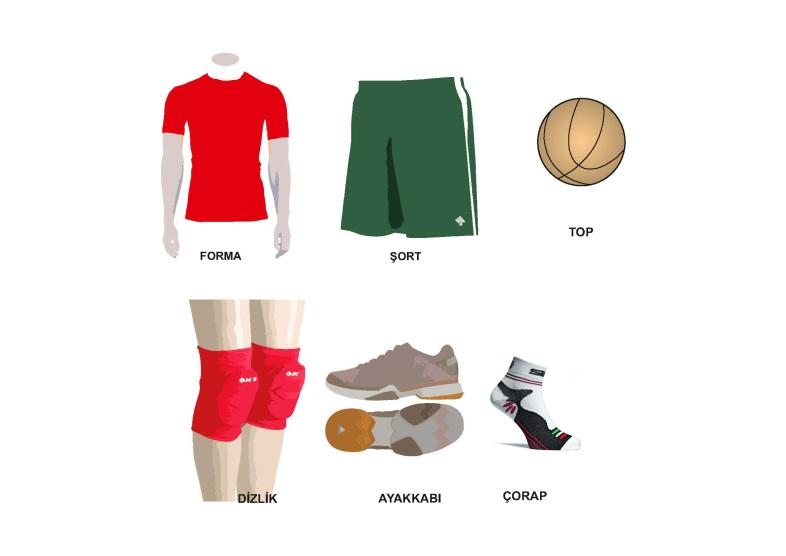 FORMA
ŞORT
TOP
DİZLİK
AYAKKABI
ÇORAP